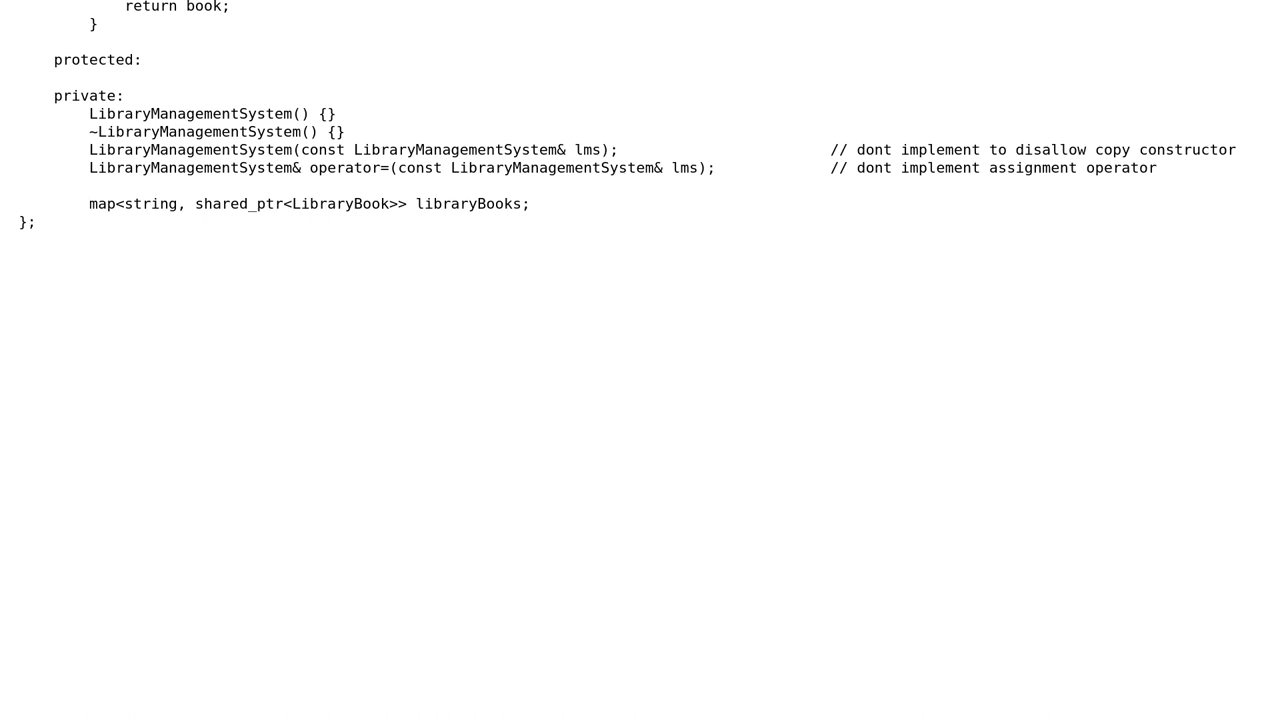 return book;
}
protected:
private:
LibraryManagementSystem() {}
~LibraryManagementSystem() {}
LibraryManagementSystem(const LibraryManagementSystem& lms); // dont implement to disallow copy constructor
LibraryManagementSystem& operator=(const LibraryManagementSystem& lms); // dont implement assignment operator
map<string, shared_ptr<LibraryBook>> libraryBooks;
};